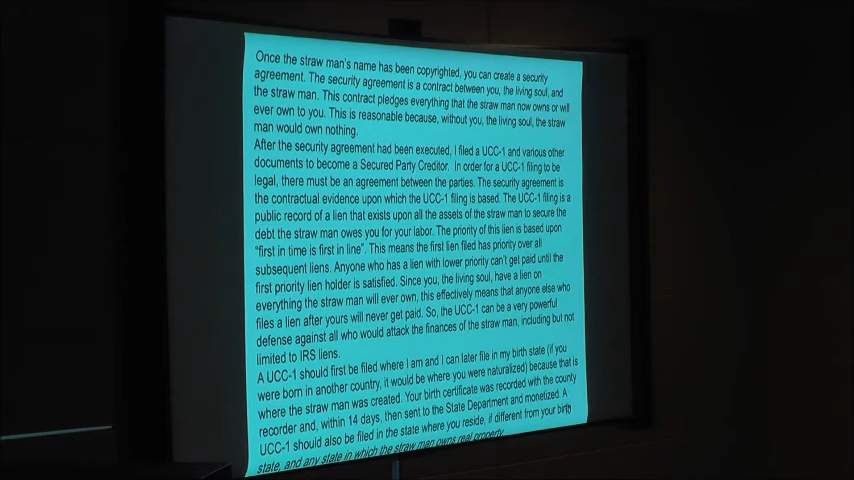 Once the straw man's name has been copyrighted, you can create a security
agreement. The security agreement is a contract between you, the living soul, and
the straw man. This contract pledges everything that the straw man now owns or will
ever own to you. This is reasonable because, without you, the living soul, the straw
man would own nothing.
After the security agreement had been executed, I filed a UCC-1 and various other
documents to become a Secured Party Creditor. In order for a UCC-1 filing to be
legal, there must be an agreement between the parties. The security agreement is
the contractual evidence upon which the UCC-1 filing is based. The UCC-1 filing is a
public record of a lien that exists upon all the assets of the straw man to secure the
debt the straw man owes you for your labor. The priority of this lien is based upon
"first in time is first in line". This means the first lien filed has priority over all
subsequent liens. Anyone who has a lien with lower priority can't get paid until the
first priority lien holder is satisfied. Since you, the living soul, have a lien on
everything the straw man will ever own, this effectively means that anyone else who
files a lien after yours will never get paid. So, the UCC-1 can be a very powerful
defense against all who would attack the finances of the straw man, including but not
limited to IRS liens.
A UCC-1 should first be filed where I am and I can later file in my birth state (if you
were born in another country, it would be where you were naturalized) because that is
where the straw man was created. Your birth certificate was recorded with the county
recorder and, within 14 days, then sent to the State Department and monetized. A
UCC-1 should also be filed in the state where you reside, if different from your birth
state, and any state in which the straw man owns real property.